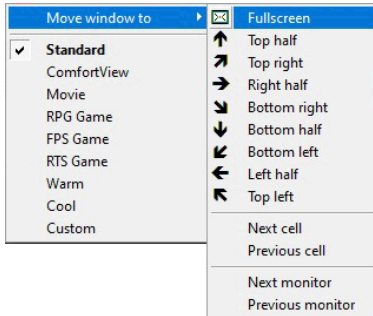 Move window to
Standard
ComfortView
Movie
RPG Game
FPS Game
RTS Game
Warm
Cool
Custom
Fullscreen
Top half
Top right
Right half
Bottom right
Bottom half
Bottom left
Left half
Top left
Next cell
Previous cell
Next monitor
Previous monitor